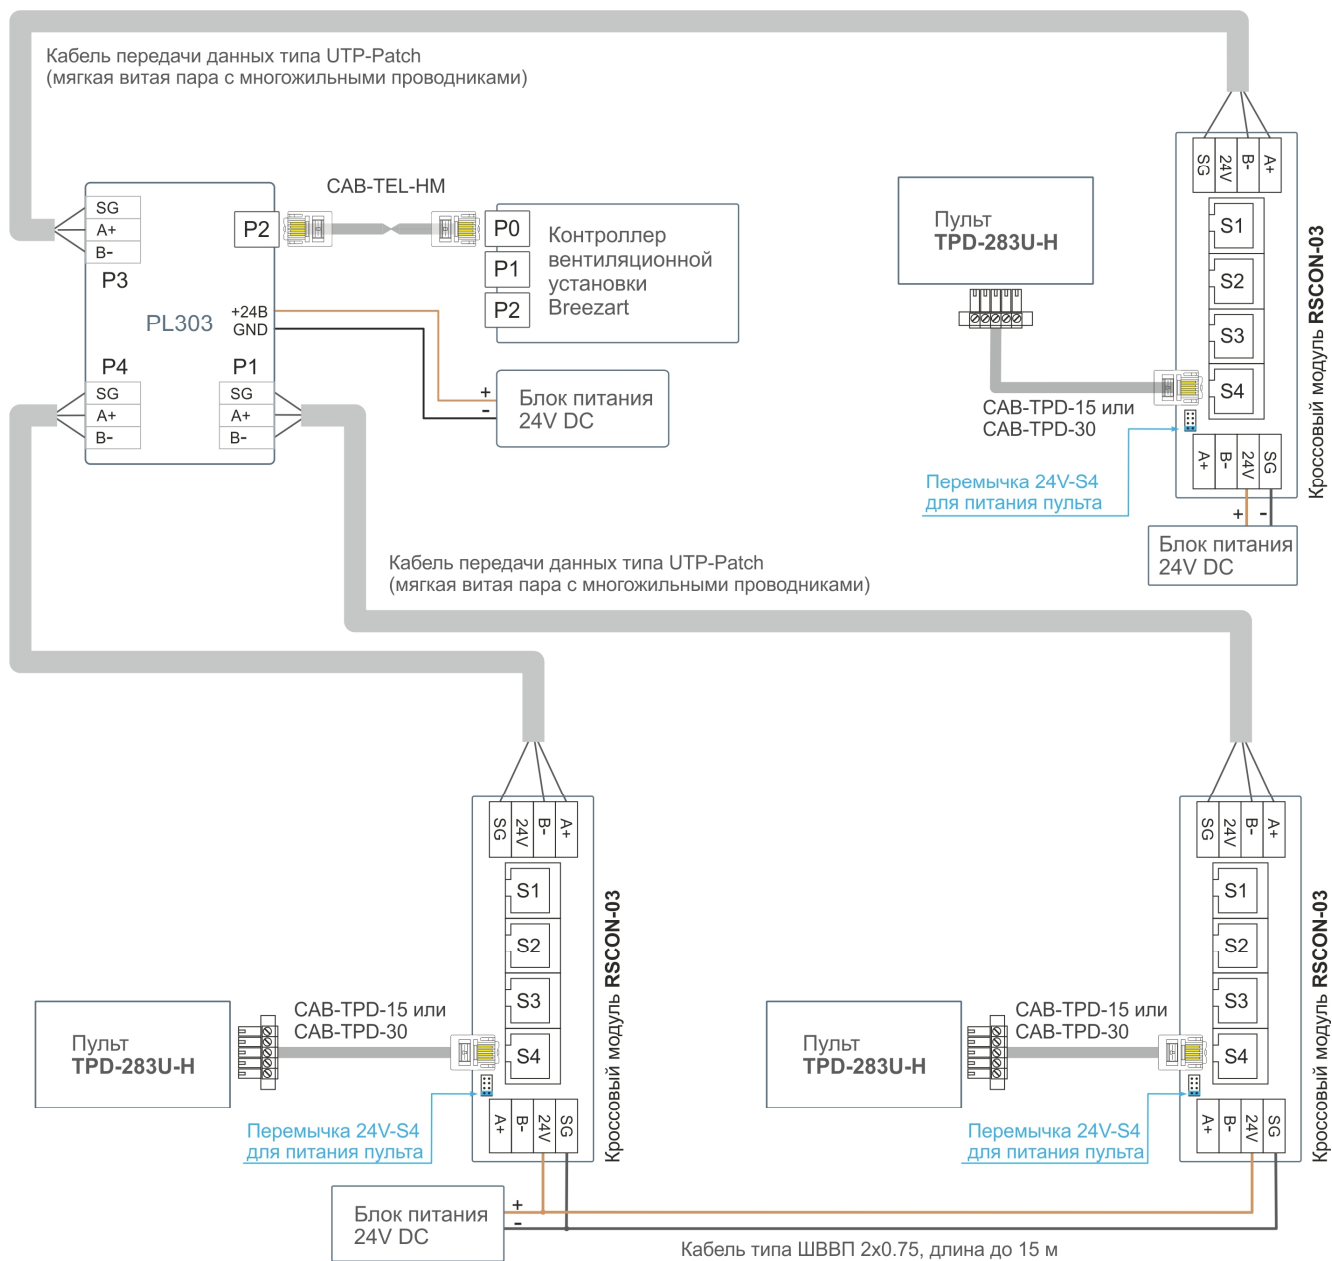 Кабель передачи данных типа UTP-Patch
(мягкая витая пара с многожильными проводниками)
SG
A+
B-
P3
PL303
P2
+24В
GND
P4
SG
A+
B-
P1
SG
A+
B-
CAB-TEL-HM
P0
P1
P2
Контроллер
вентиляционной
установки
Breezart
+
-
Блок питания
24V DC
Пульт
TPD-283U-H
CAB-TPD-15 или
CAB-TPD-30
Перемычка 24V-S4
для питания пульта
SG
24V
B-
A+
S1
S2
S3
S4
A+
B-
24V
SG
Кроссовый модуль RSCON-03
+
-
Блок питания
24V DC
Кабель передачи данных типа UTP-Patch
(мягкая витая пара с многожильными проводниками)
SG
24V
B-
A+
S1
S2
S3
S4
A+
B-
24V
SG
Кроссовый модуль RSCON-03
Пульт
TPD-283U-H
CAB-TPD-15 или
CAB-TPD-30
Перемычка 24V-S4
для питания пульта
SG
24V
B-
A+
S1
S2
S3
S4
A+
B-
24V
SG
Кроссовый модуль RSCON-03
Пульт
TPD-283U-H
CAB-TPD-15 или
CAB-TPD-30
Перемычка 24V-S4
для питания пульта
Блок питания
24V DC
+
-
Кабель типа ШВВП 2x0.75, длина до 15 м